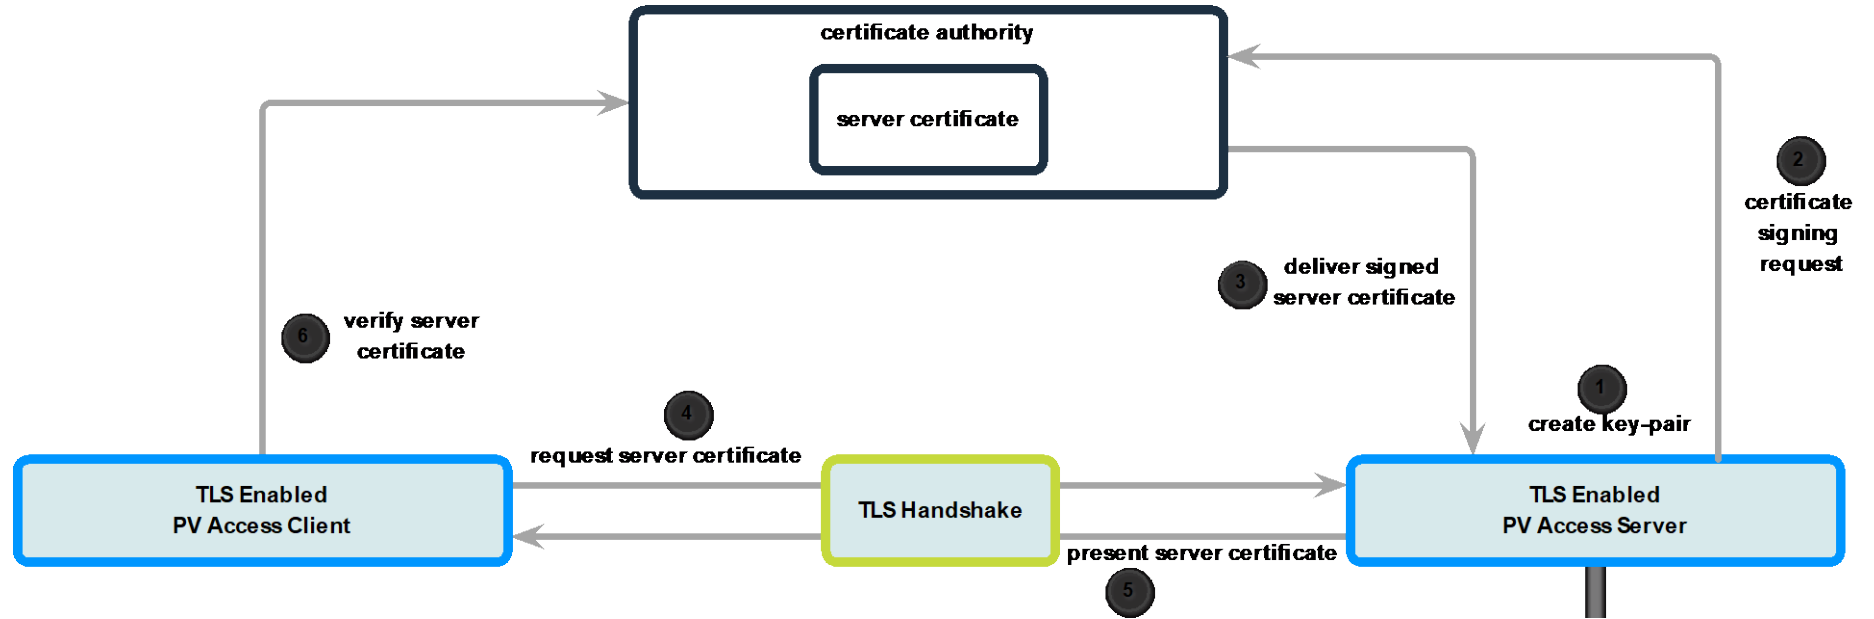 certificate authority
server certificate
2
certificate
signing
request
3
deliver signed
server certificate
6
verify server
certificate
1
create key-pair
4
request server certificate
TLS Enabled
PV Access Client
TLS Handshake
TLS Enabled
PV Access Server
present server certificate
5